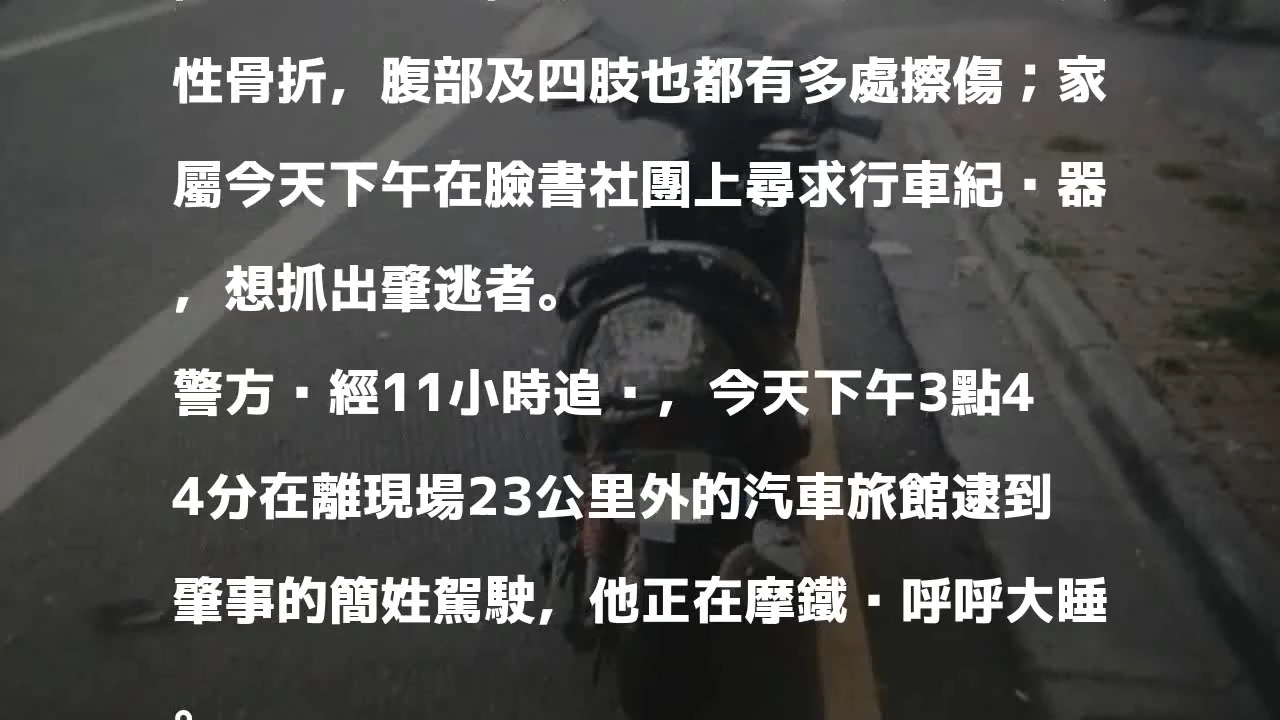 性骨折，腹部及四肢也都有多處擦傷；家
屬今天下午在臉書社團上尋求行車紀▪器
，想抓出肇逃者。
警方▪經11小時追▪，今天下午3點4
4分在離現場23公里外的汽車旅館逮到
肇事的簡姓駕駛，他正在摩鐵▪呼呼大睡
。